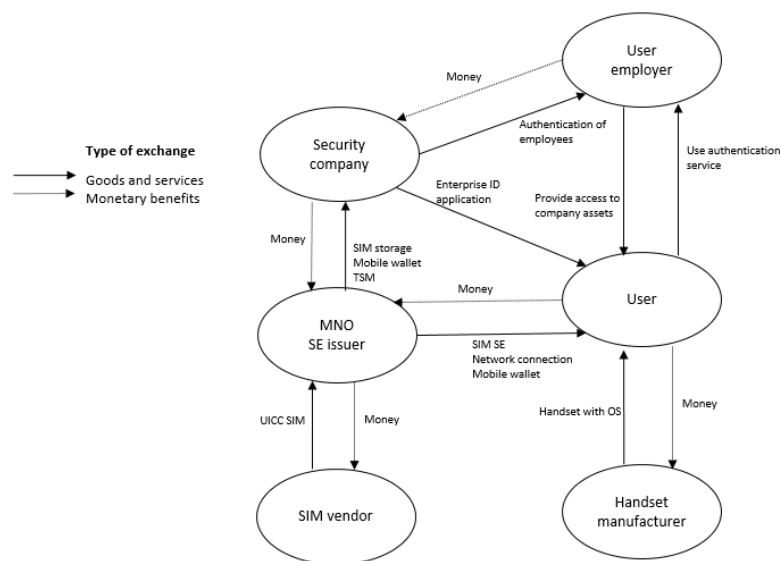 User
employer
Money
Security
company
Authentication of
employees
Use authentication
service
Type of exchange
Goods and services
Monetary benefits
Enterprise ID
application
Provide access to
company assets
Money
SIM storage
Mobile wallet
TSM
Money
User
MNO
SE issuer
SIM SE
Network connection
Mobile wallet
UICC SIM
Money
Handset with OS
Money
SIM vendor
Handset
manufacturer